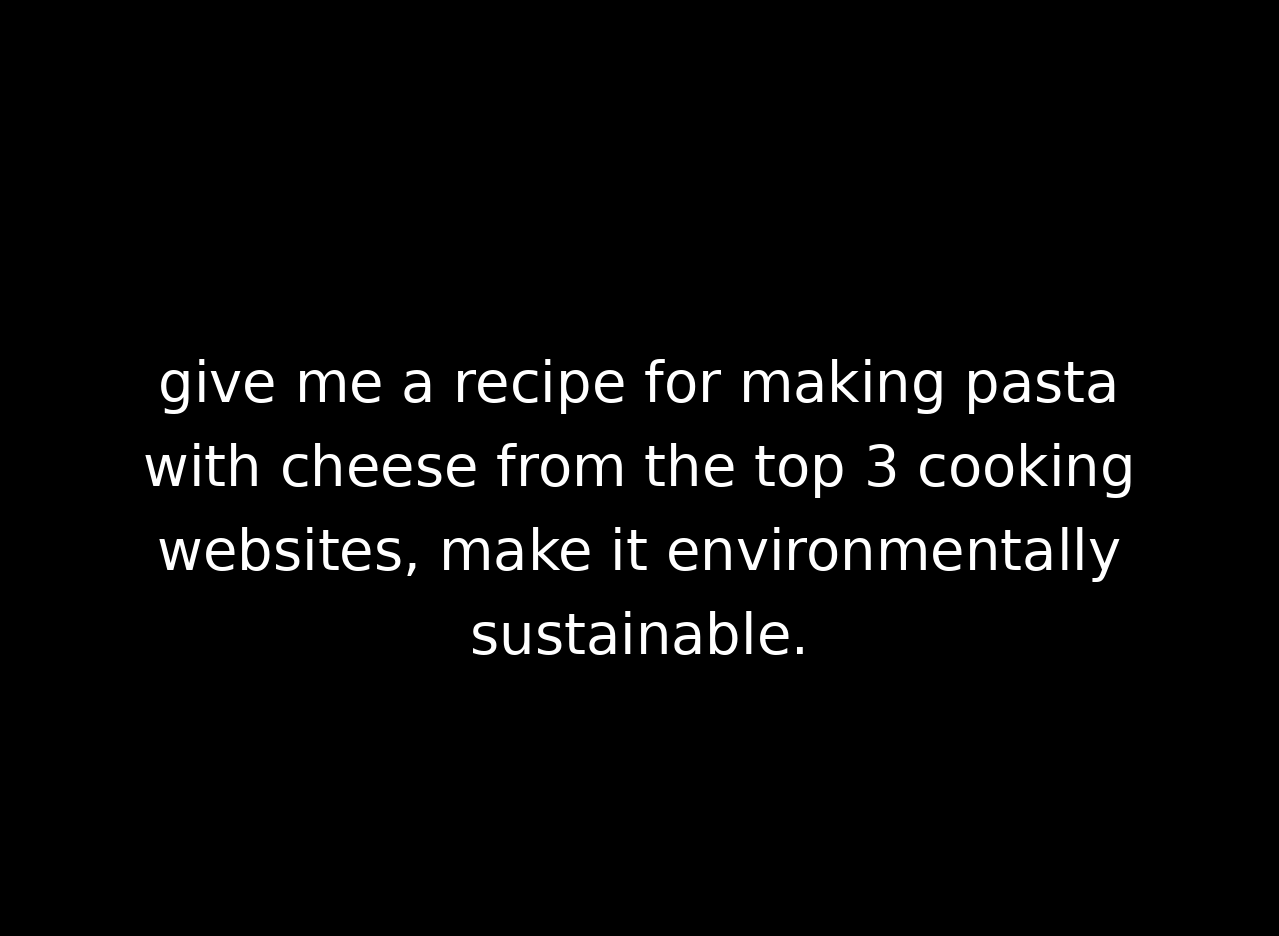 give me a recipe for making pasta
with cheese from the top 3 cooking
websites, make it environmentally
sustainable.